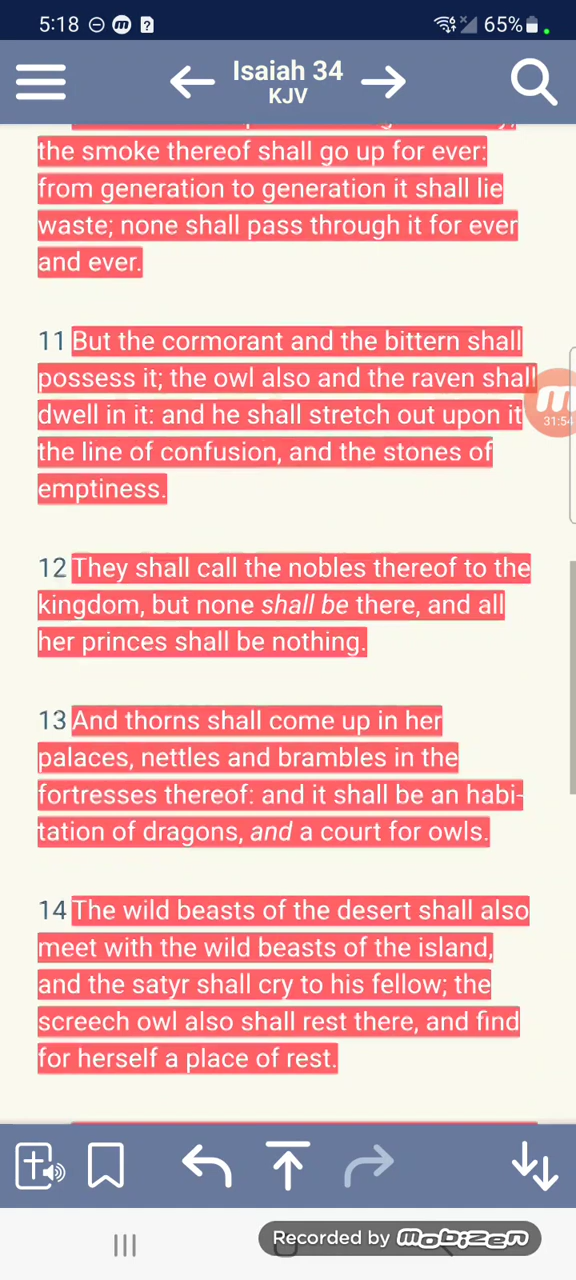 5:18
65%
Isaiah 34
KJV
the smoke thereof shall go up for ever:
from generation to generation it shall lie
waste; none shall pass through it for ever
and ever.
11 But the cormorant and the bittern shall
possess it; the owl also and the raven shall
dwell in it: and he shall stretch out upon it
the line of confusion, and the stones of
emptiness.
31:54
12 They shall call the nobles thereof to the
kingdom, but none shall be there, and all
her princes shall be nothing.
13 And thorns shall come up in her
palaces, nettles and brambles in the
fortresses thereof: and it shall be an habi-
tation of dragons, and a court for owls.
14 The wild beasts of the desert shall also
meet with the wild beasts of the island,
and the satyr shall cry to his fellow; the
screech owl also shall rest there, and find
for herself a place of rest.
Recorded by mobizen